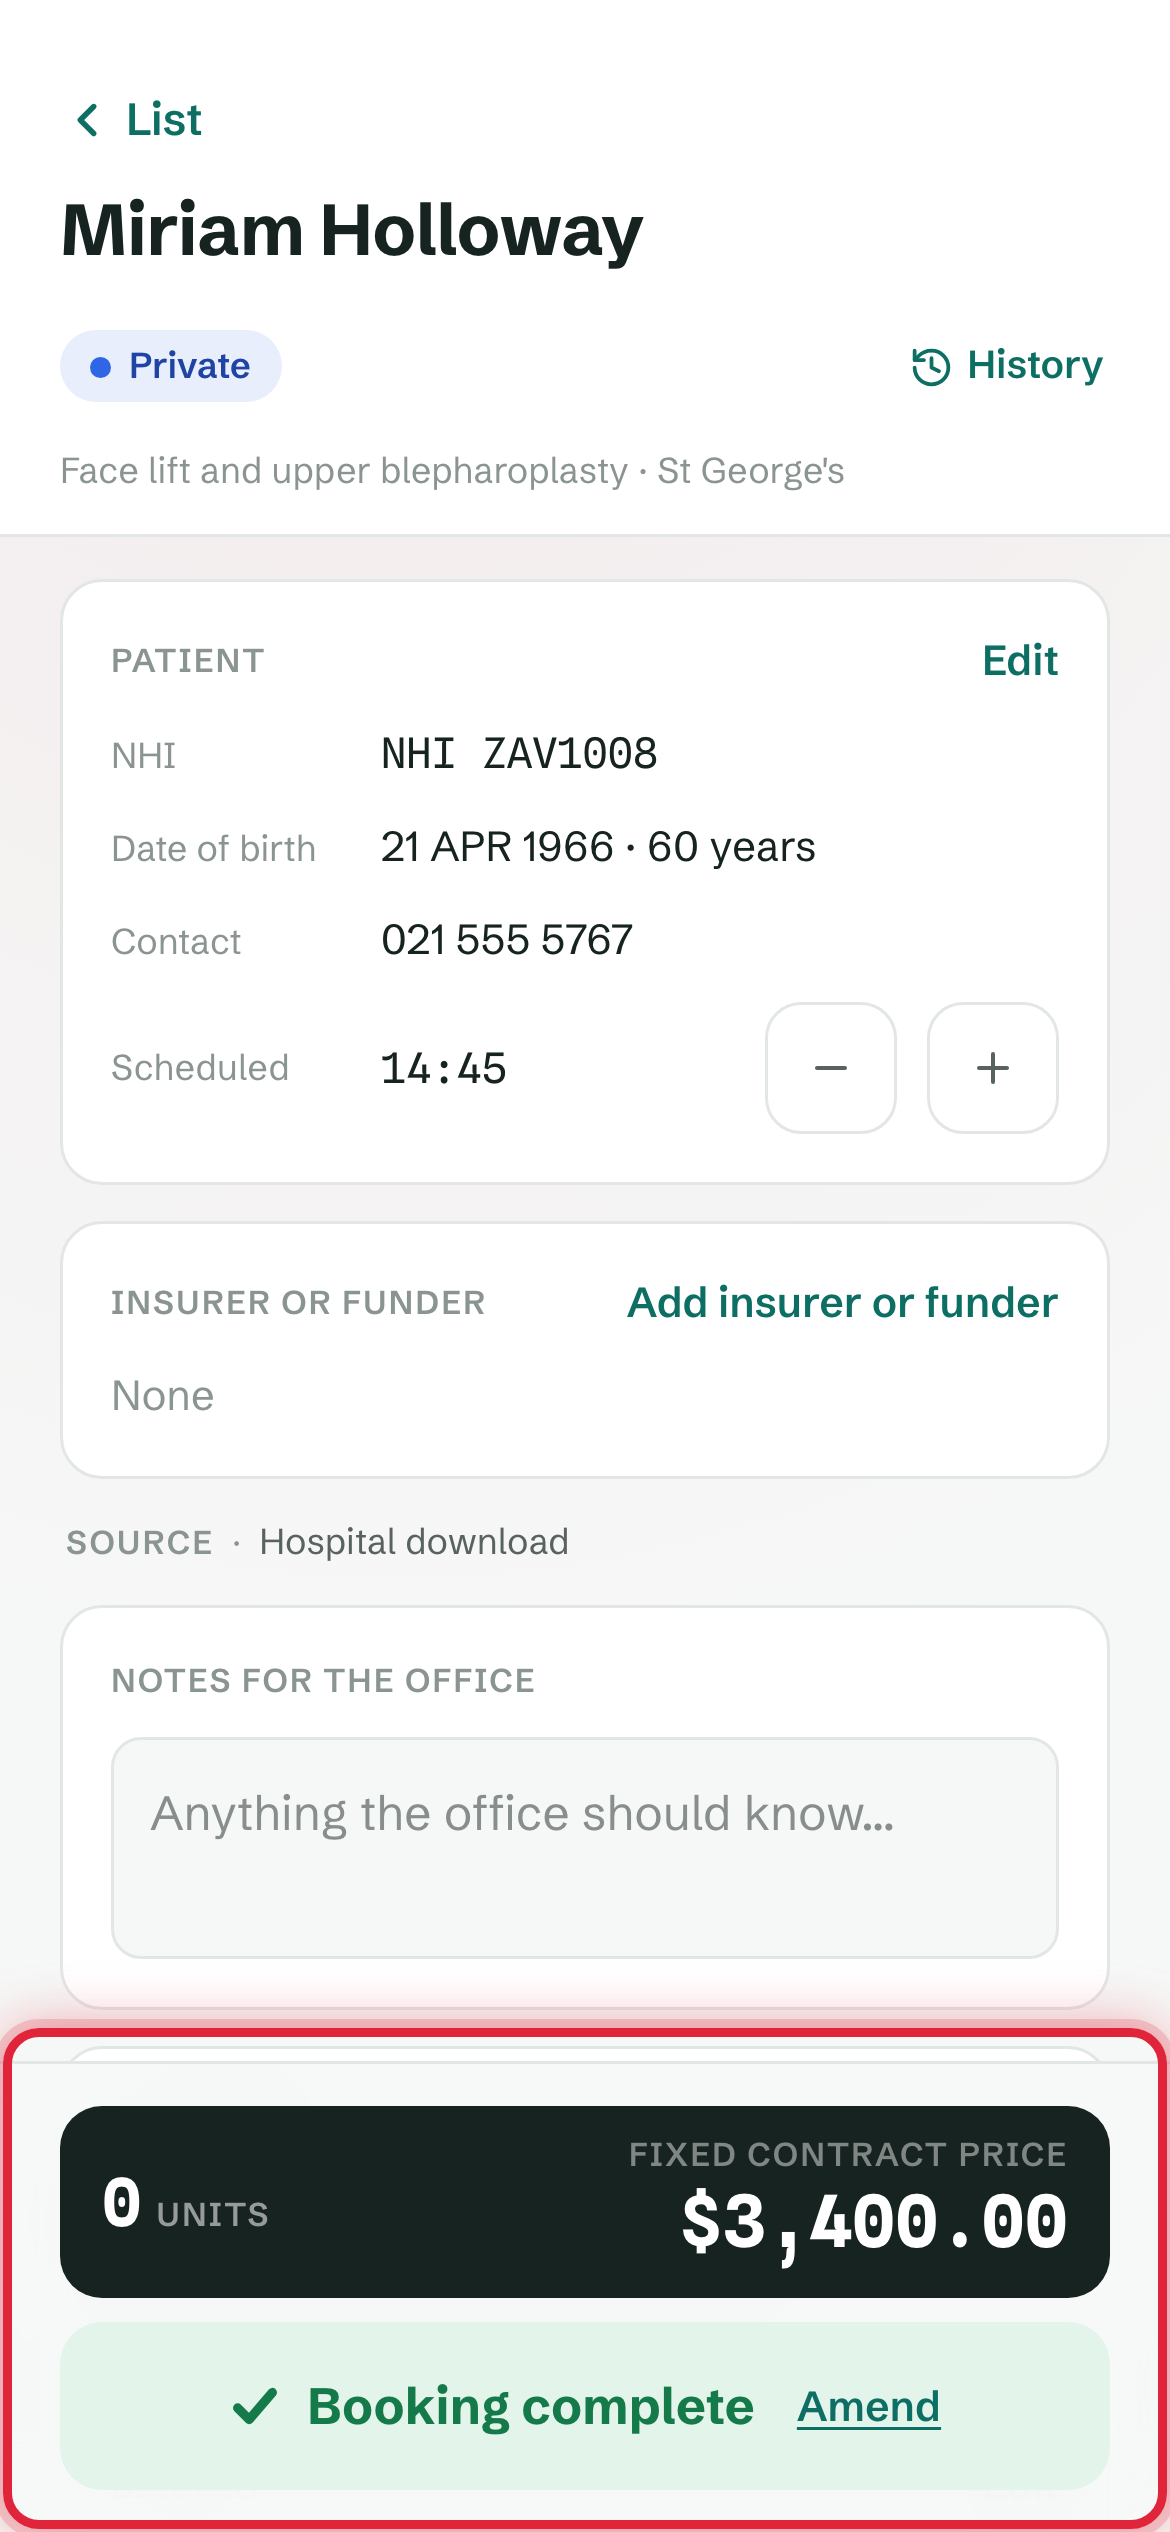 List
Miriam Holloway
Private
History
Face lift and upper blepharoplasty · St George's
PATIENT
Edit
NHI
NHI ZAV1008
Date of birth
21 APR 1966 · 60 years
Contact
021 555 5767
Scheduled
14:45
INSURER OR FUNDER
Add insurer or funder
None
SOURCE · Hospital download
NOTES FOR THE OFFICE
Anything the office should know...
FIXED CONTRACT PRICE
0 UNITS
$3,400.00
Booking complete
Amend